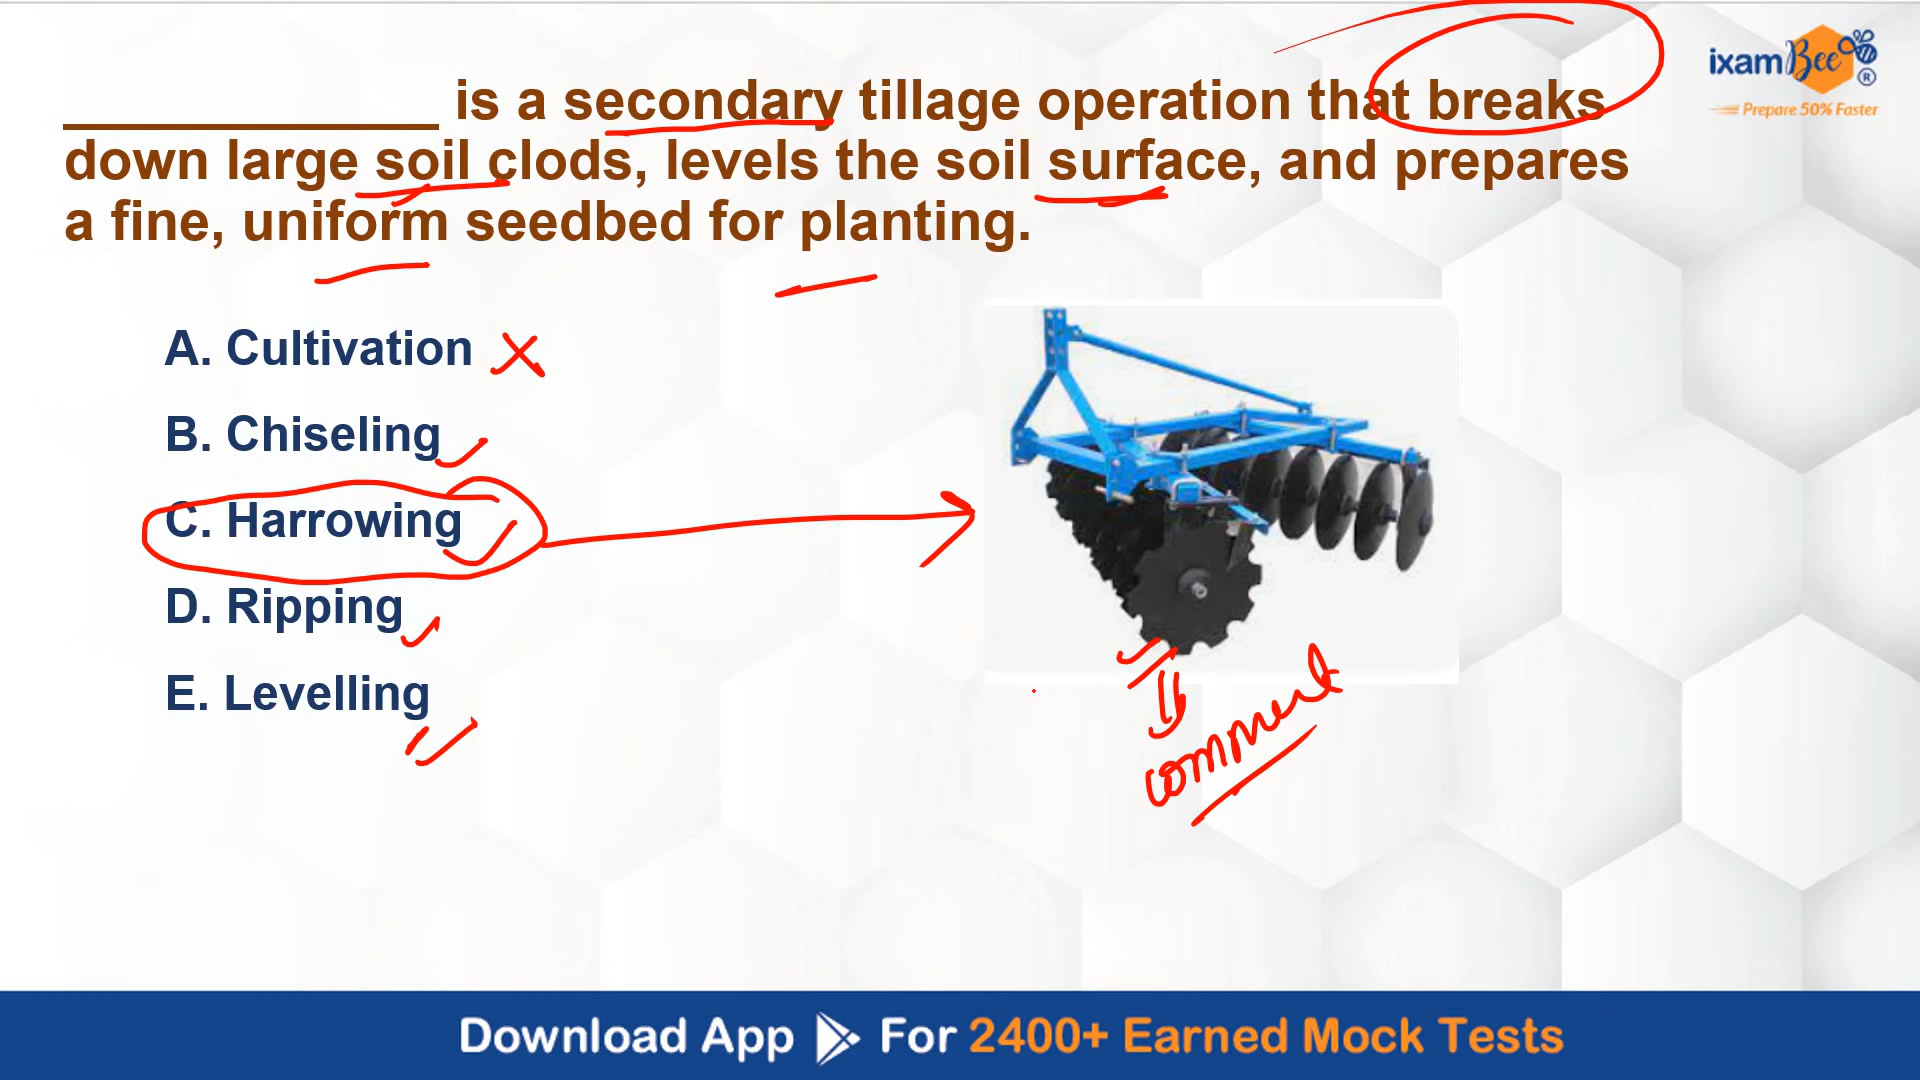 ixamBee
®
Prepare 50% Faster
____________ is a secondary tillage operation that breaks
down large soil clods, levels the soil surface, and prepares
a fine, uniform seedbed for planting.
A. Cultivation
B. Chiseling
C. Harrowing
D. Ripping
E. Levelling
comment
Download App For 2400+ Earned Mock Tests